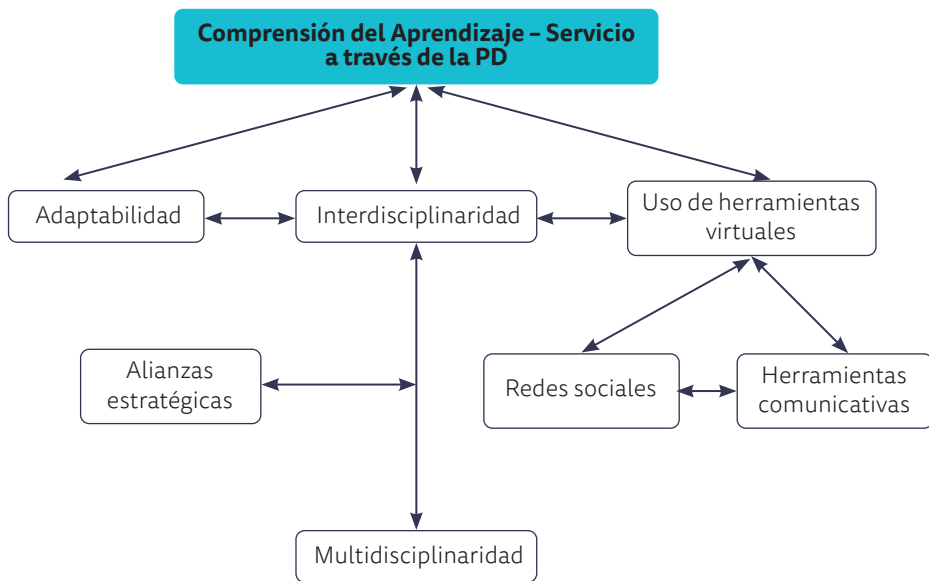 Comprensión del Aprendizaje – Servicio
a través de la PD
Adaptabilidad
Interdisciplinaridad
Uso de herramientas
virtuales
Alianzas
estratégicas
Redes sociales
Herramientas
comunicativas
Multidisciplinaridad